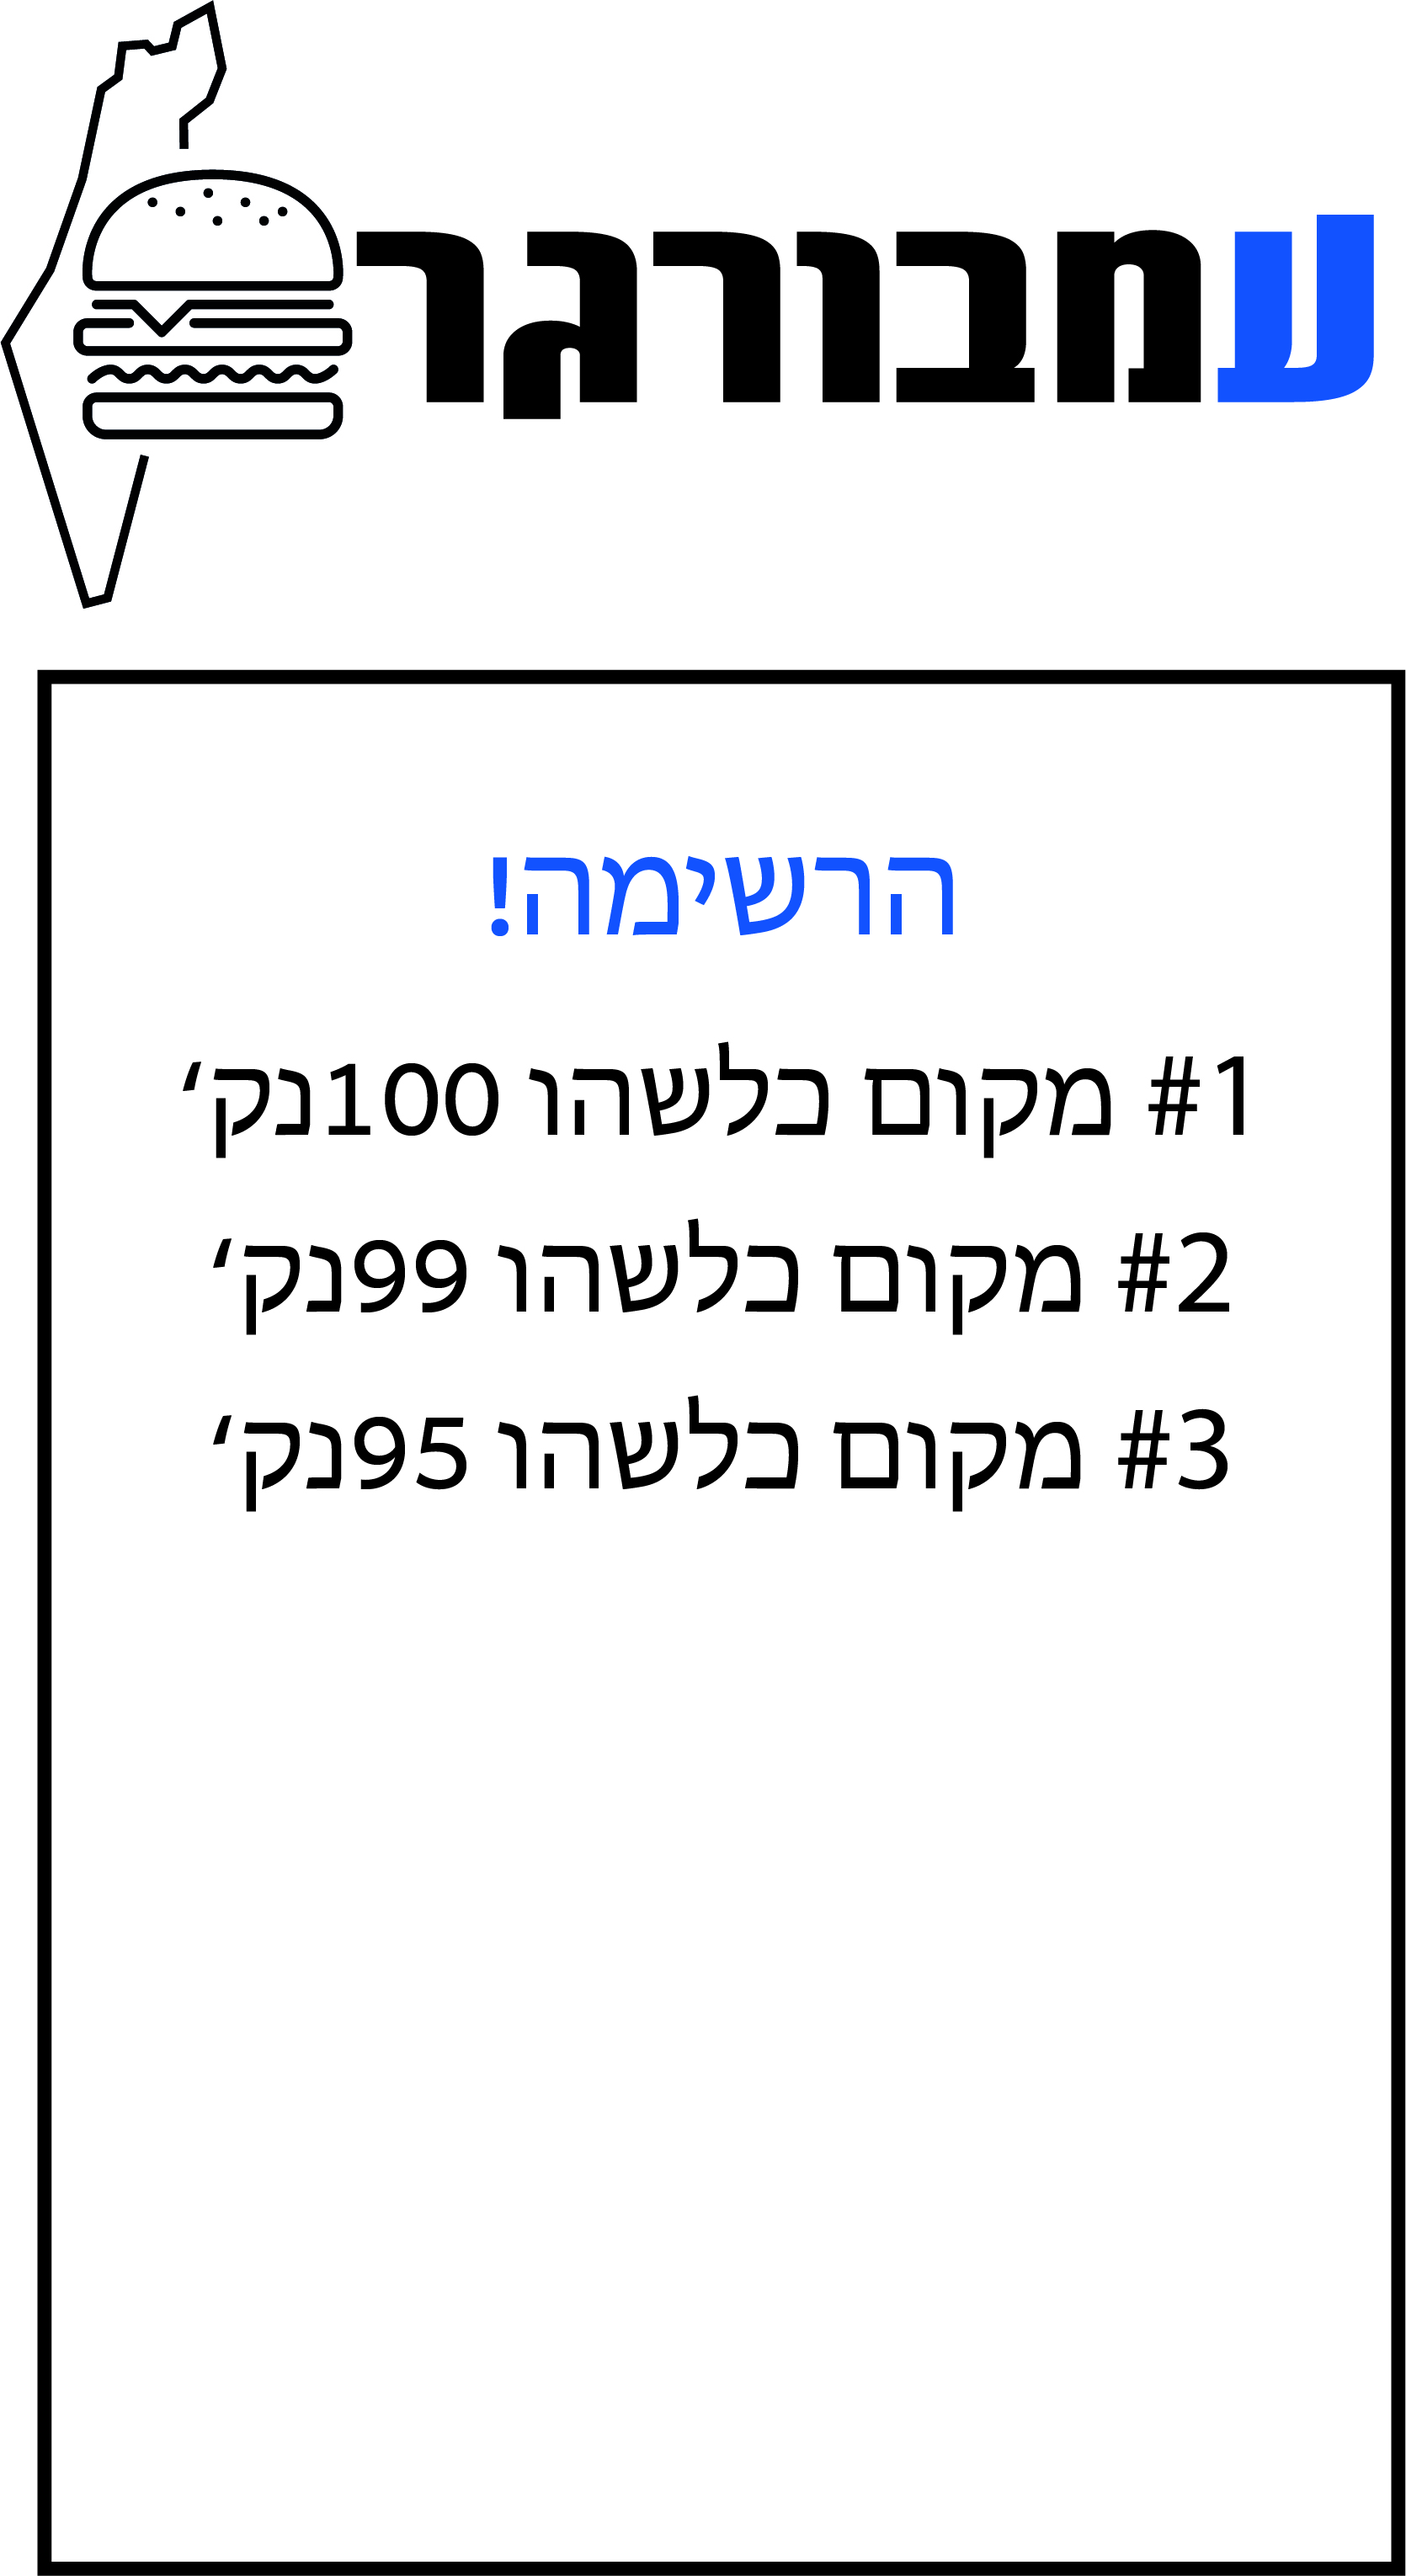 עמבורגר
הרשימה!
#1 מקום כלשהו 100נק‘
#2 מקום כלשהו 99נק‘
#3 מקום כלשהו 95נק‘